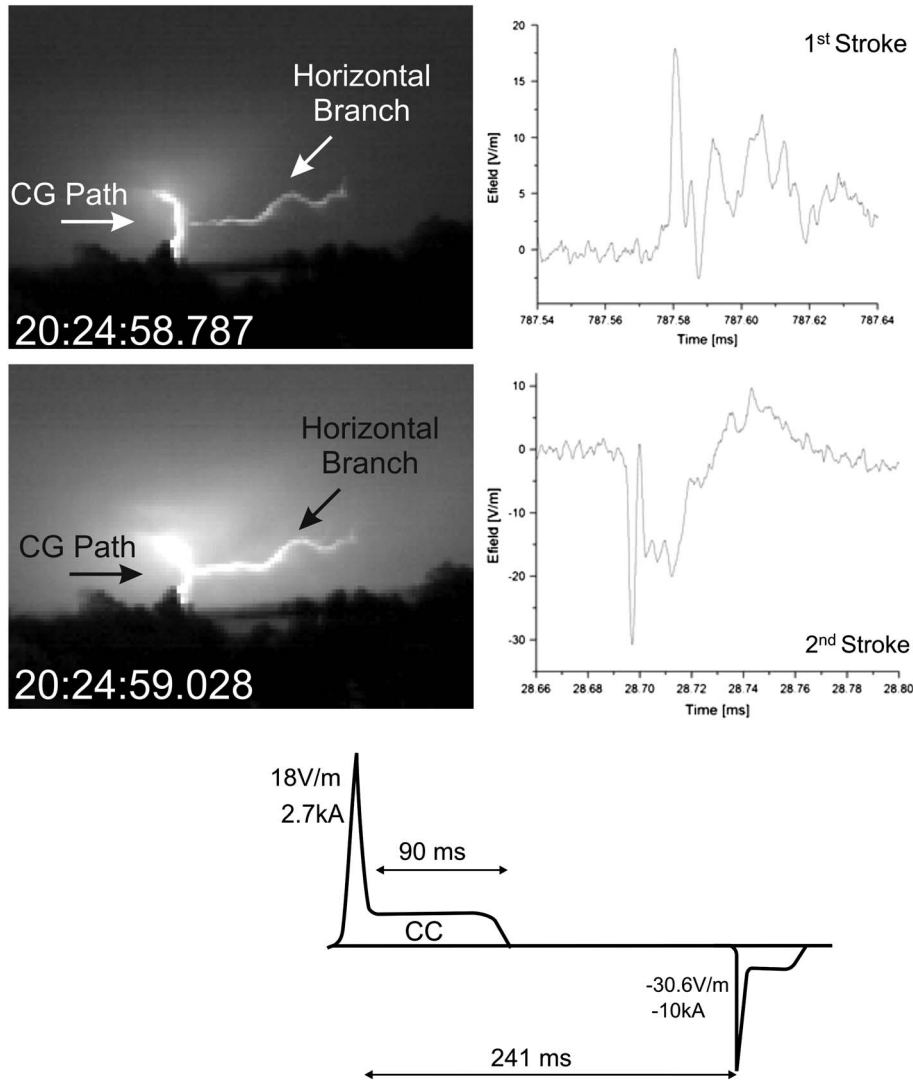 Horizontal
Branch
CG Path
20:24:58.787
1st Stroke
20
15
10
5
0
-5
Efield [V/m]
787.54 787.56 787.58 787.60 787.62 787.64
Time [ms]
Horizontal
Branch
CG Path
20:24:59.028
10
0
-10
-20
-30
Efield [V/m]
2nd Stroke
28.66 28.68 28.70 28.72 28.74 28.76 28.78 28.80
Time [ms]
18V/m
2.7kA
90 ms
CC
-30.6V/m
-10kA
241 ms